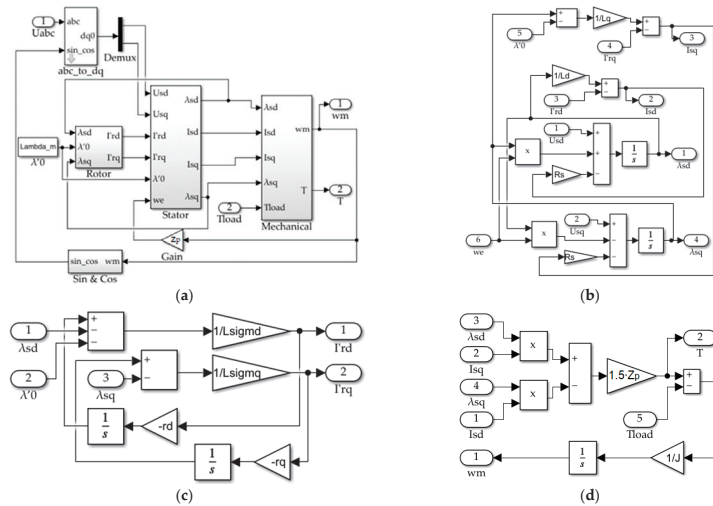 1
Uabc
abc
dq0
sin_cos
abc_to_dq
Demux
Usd
Usq
I'rd
I'rq
λ'0
we
λsd
Isd
Isq
λsq
Stator
Λsd
λ'0
Λsq
I'rd
I'rq
Rotor
Lambda_m
λ'0
Λsd
Isd
Isq
Λsq
Tload
wm
T
Mechanical
1
wm
2
T
2
Tload
Zp
Gain
sin_cos wm
Sin & Cos
(a)
5
λ'0
1/Lq
4
I'rq
3
Isq
1/Ld
3
I'rd
2
Isd
1
Usd
x
Rs
1
s
1
λsd
2
Usq
6
we
x
Rs
1
s
4
λsq
(b)
1
λsd
2
λ'0
3
λsq
1/Lsigmd
1/Lsigmq
1
I'rd
2
I'rq
1
s
-rd
1
s
-rq
(c)
3
λsd
2
Isq
4
λsq
1
Isd
x
x
1.5·Zp
2
T
5
Tload
1
wm
1
s
1/J
(d)